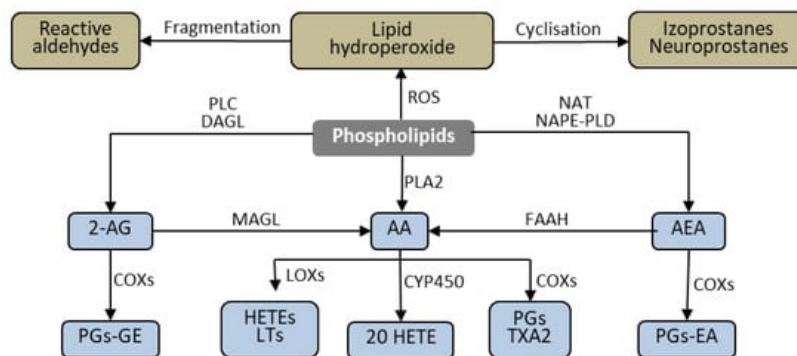 Reactive
aldehydes
Fragmentation
Lipid
hydroperoxide
Cyclisation
Izoprostanes
Neuroprostanes
ROS
PLC
DAGL
Phospholipids
NAT
NAPE-PLD
PLA2
2-AG
MAGL
AA
FAAH
AEA
COXs
LOXs
CYP450
COXs
COXs
PGs-GE
HETEs
LTs
20 HETE
PGs
TXA2
PGs-EA